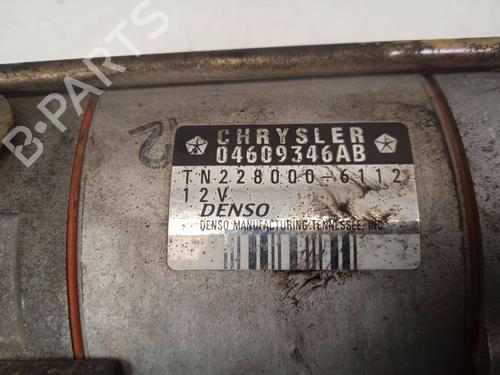 CHRYSLER
04609346AB
TN228000-6112
12V
DENSO
DENSO MANUFACTURING TENNESSEE, INC.
B-PARTS